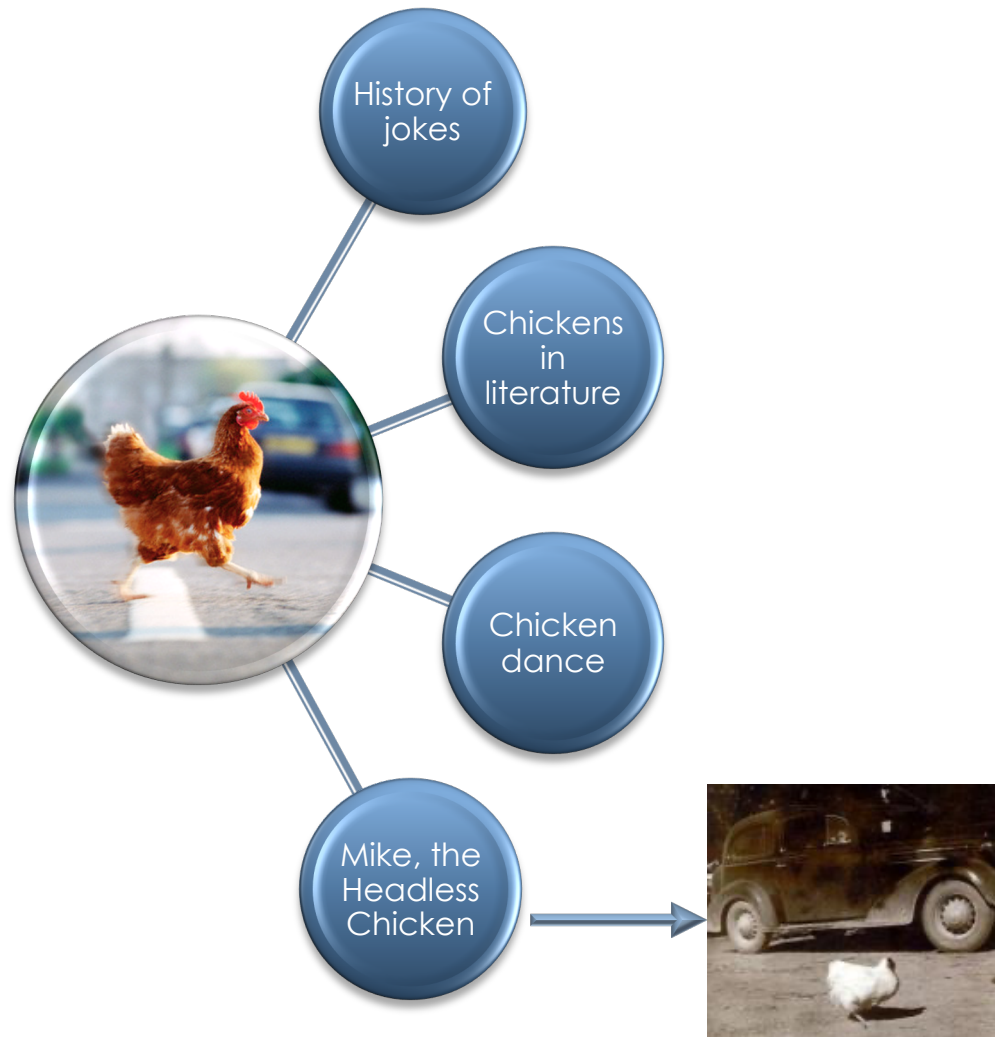 History of
jokes
Chickens
in
literature
Chicken
dance
Mike, the
Headless
Chicken